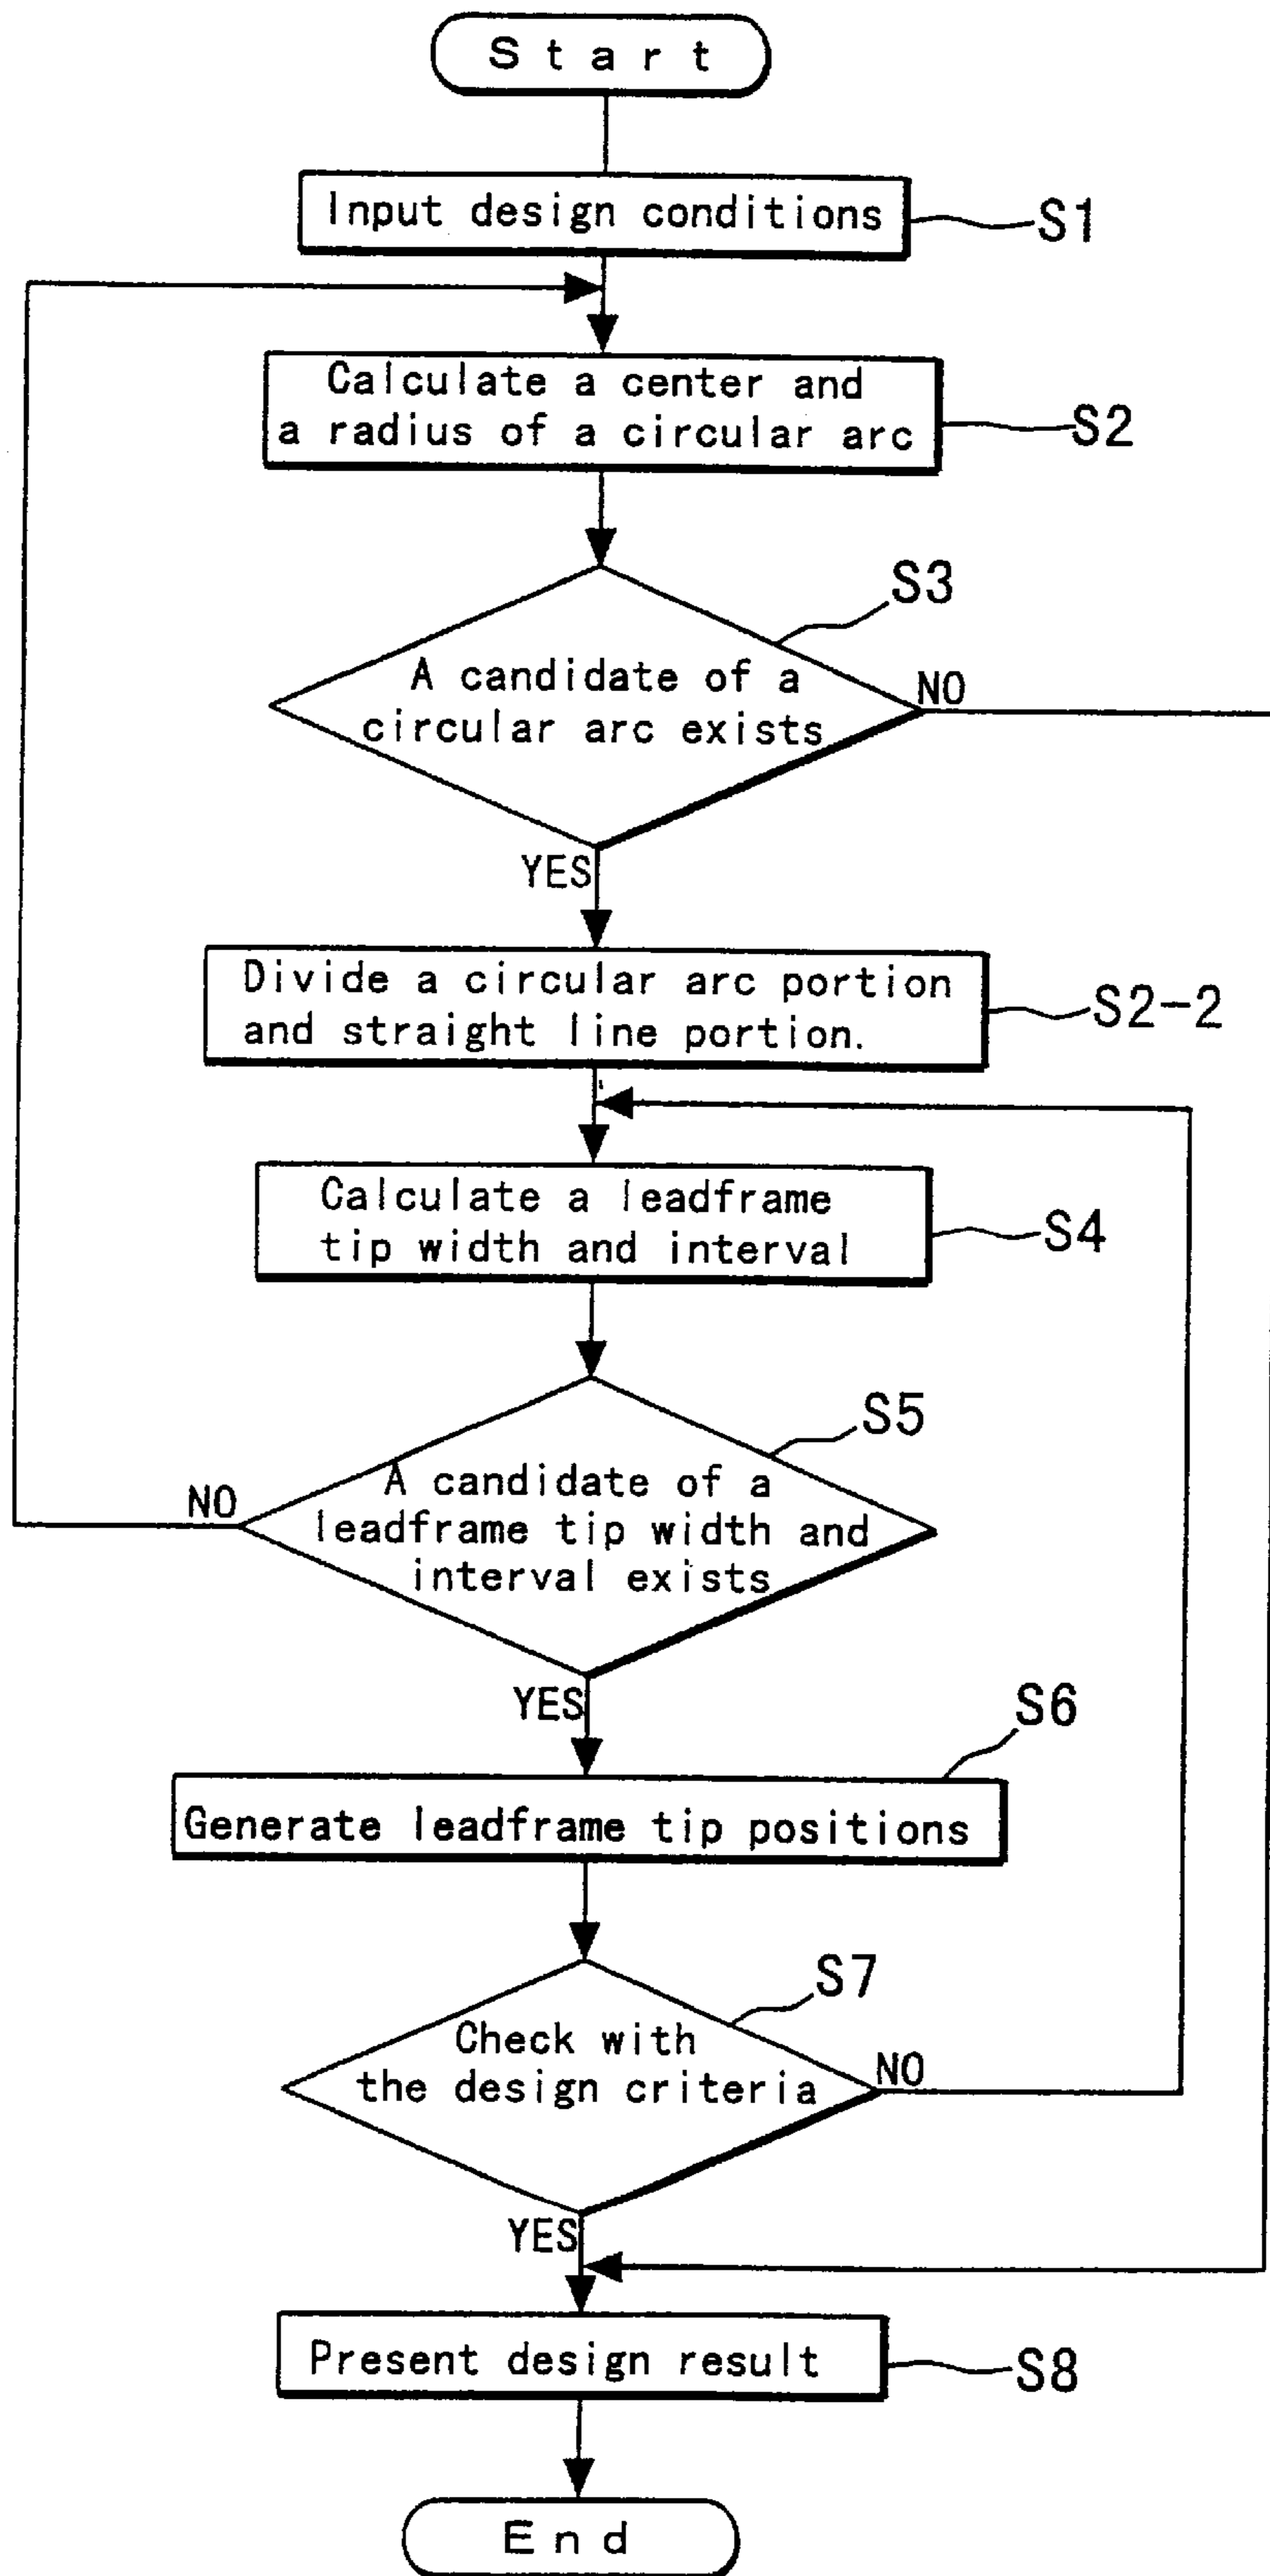 Start
Input design conditions
S1
Calculate a center and
a radius of a circular arc
S2
S3
A candidate of a
circular arc exists
NO
YES
Divide a circular arc portion
and straight line portion.
S2-2
Calculate a leadframe
tip width and interval
S4
S5
A candidate of a
leadframe tip width and
interval exists
NO
YES
S6
Generate leadframe tip positions
S7
Check with
the design criteria
NO
YES
Present design result
S8
End